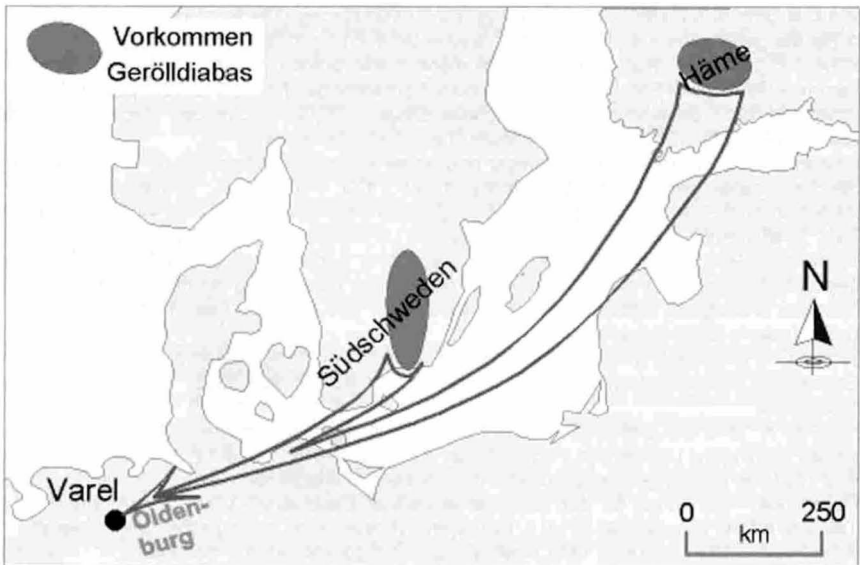 Vorkommen
Gerölldiabas
Häme
Südschweden
N
Varel
Olden-
burg
0 250
km